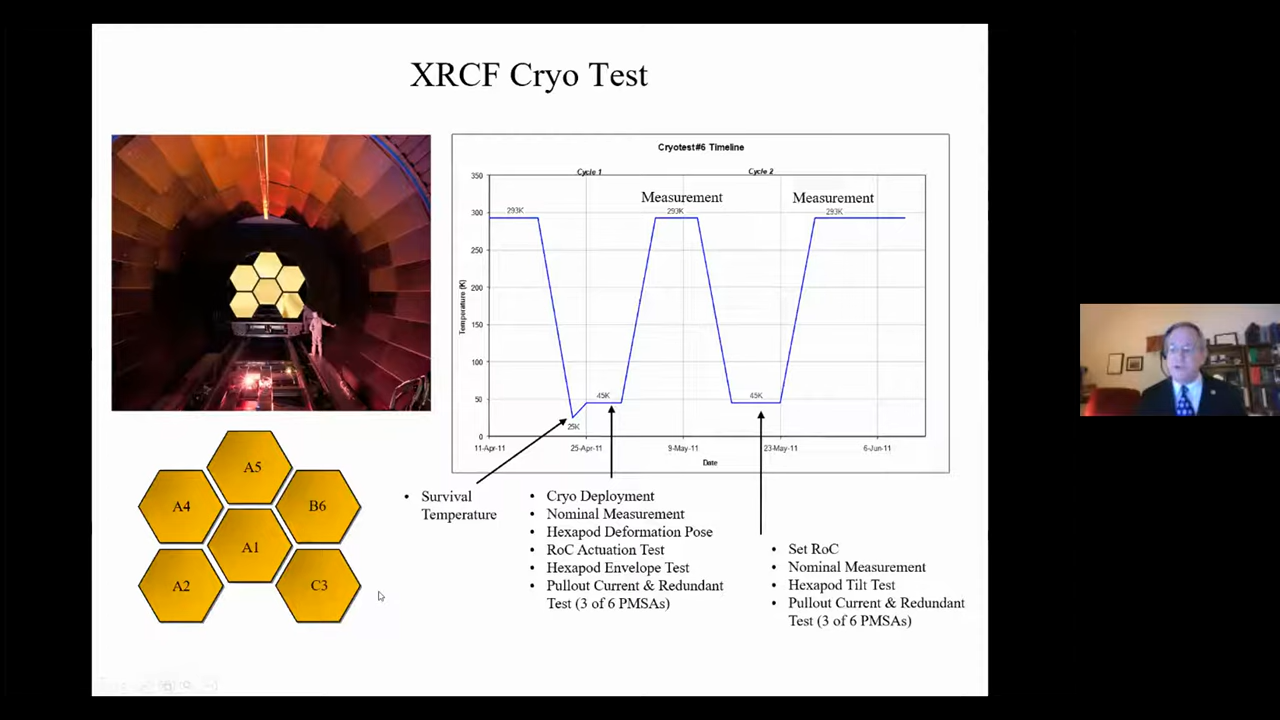 XRCF Cryo Test
Cryotest#6 Timeline
Cycle 1
Cycle 2
350
300
250
200
150
100
50
0
Temperature (K)
293K
Measurement
293K
Measurement
293K
45K
25K
45K
11-Apr-11
25-Apr-11
9-May-11
23-May-11
6-Jun-11
Date
A5
A4
B6
A1
A2
C3
• Survival
Temperature
• Cryo Deployment
• Nominal Measurement
• Hexapod Deformation Pose
• RoC Actuation Test
• Hexapod Envelope Test
• Pullout Current & Redundant
Test (3 of 6 PMSAs)
• Set RoC
• Nominal Measurement
• Hexapod Tilt Test
• Pullout Current & Redundant
Test (3 of 6 PMSAs)